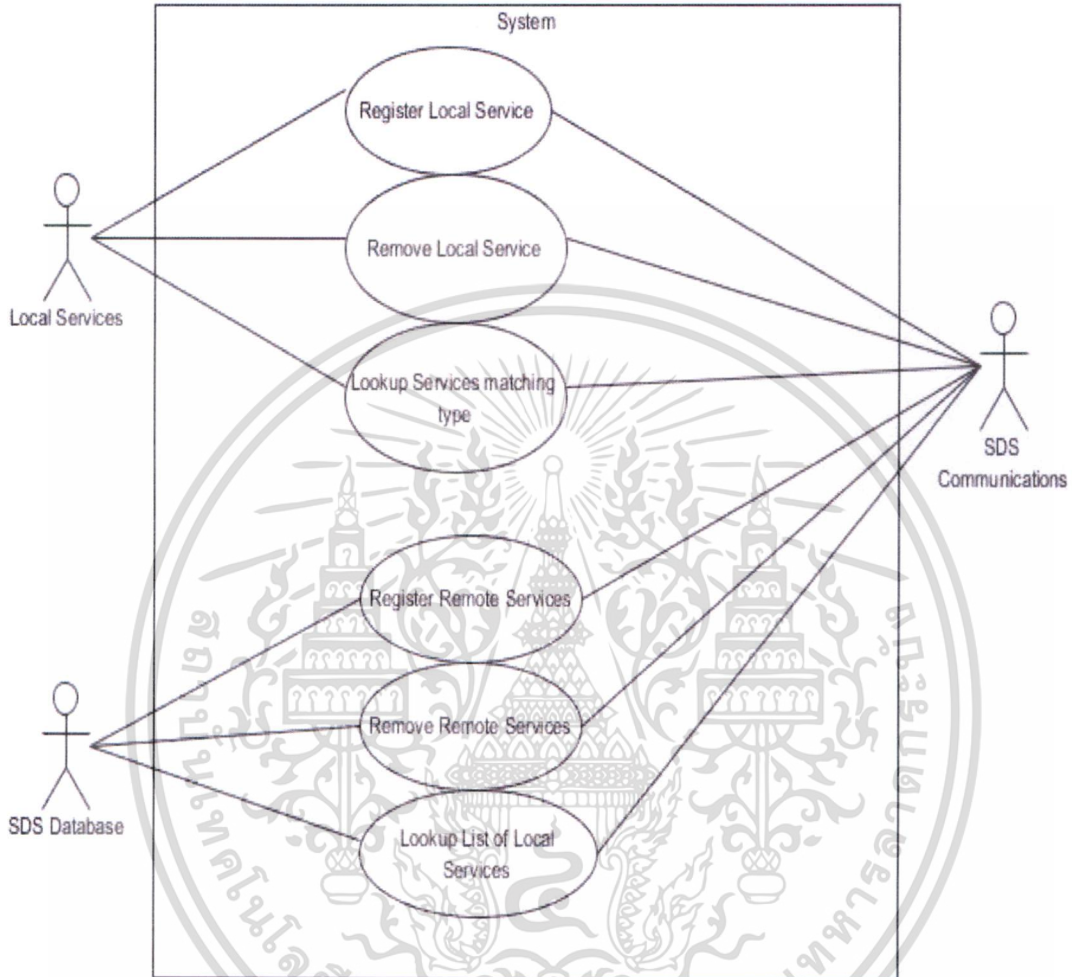 System
Register Local Service
Remove Local Service
Local Services
Lookup Services matching
type
SDS
Communications
Register Remote Services
Remove Remote Services
SDS Database
Lookup List of Local
Services